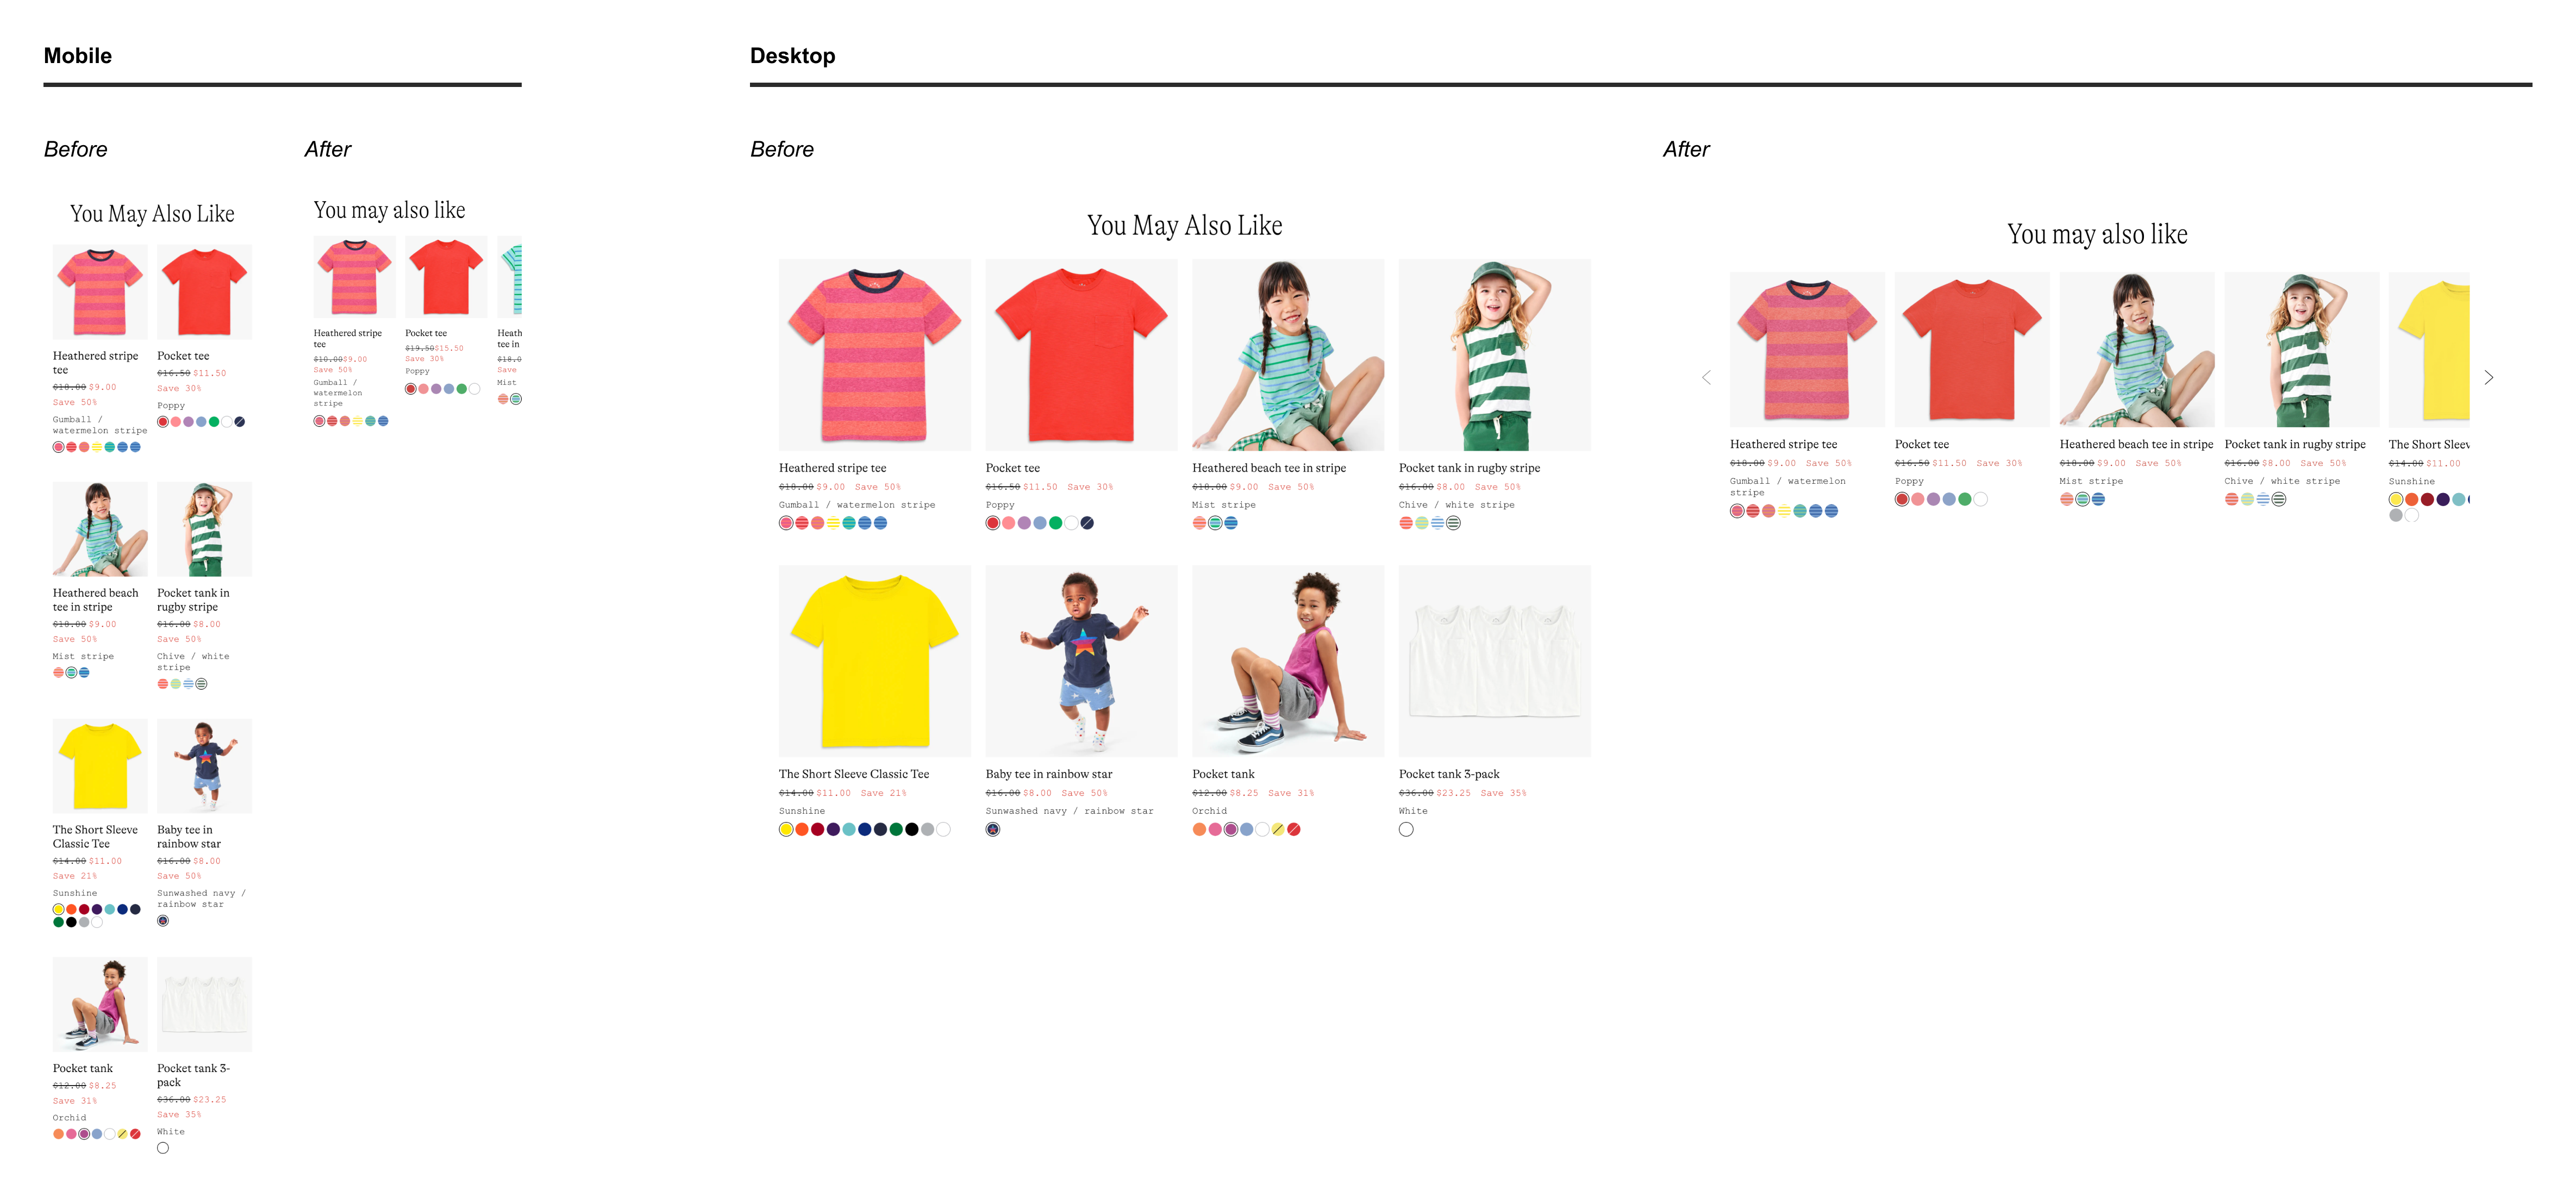 Mobile
Before
You May Also Like
Heathered stripe
tee
$18.00 $9.00
Save 50%
Gumball /
watermelon stripe
Pocket tee
$16.50 $11.50
Save 30%
Poppy
Heathered beach
tee in stripe
$18.00 $9.00
Save 50%
Mist stripe
Pocket tank in
rugby stripe
$16.00 $8.00
Save 50%
Chive / white
stripe
The Short Sleeve
Classic Tee
$14.00 $11.00
Save 21%
Sunshine
Baby tee in
rainbow star
$16.00 $8.00
Save 50%
Sunwashed navy /
rainbow star
Pocket tank
$12.00 $8.25
Save 31%
Orchid
Pocket tank 3-
pack
$36.00 $23.25
Save 35%
White
After
You may also like
Heathered stripe
tee
$10.00$9.00
Save 50%
Gumball /
watermelon
stripe
Pocket tee
$19.50$15.50
Save 30%
Poppy
Heath
tee in
$18.0
Save
Mist
Desktop
Before
You May Also Like
Heathered stripe tee
$18.00 $9.00 Save 50%
Gumball / watermelon stripe
Pocket tee
$16.50 $11.50 Save 30%
Poppy
Heathered beach tee in stripe
$18.00 $9.00 Save 50%
Mist stripe
Pocket tank in rugby stripe
$16.00 $8.00 Save 50%
Chive / white stripe
The Short Sleeve Classic Tee
$14.00 $11.00 Save 21%
Sunshine
Baby tee in rainbow star
$16.00 $8.00 Save 50%
Sunwashed navy / rainbow star
Pocket tank
$12.00 $8.25 Save 31%
Orchid
Pocket tank 3-pack
$36.00 $23.25 Save 35%
White
After
You may also like
Heathered stripe tee
$18.00 $9.00 Save 50%
Gumball / watermelon
stripe
Pocket tee
$16.50 $11.50 Save 30%
Poppy
Heathered beach tee in stripe
$18.00 $9.00 Save 50%
Mist stripe
Pocket tank in rugby stripe
$16.00 $8.00 Save 50%
Chive / white stripe
The Short Sleev
$14.00 $11.00
Sunshine